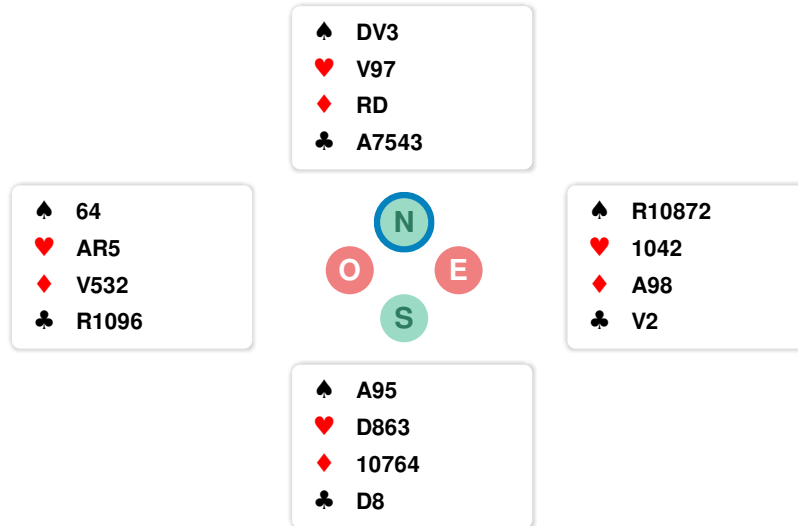 ♠ DV3
♥ V97
♦ RD
♣ A7543
♠ 64
♥ AR5
♦ V532
♣ R1096
N
O
E
S
♠ R10872
♥ 1042
♦ A98
♣ V2
♠ A95
♥ D863
♦ 10764
♣ D8